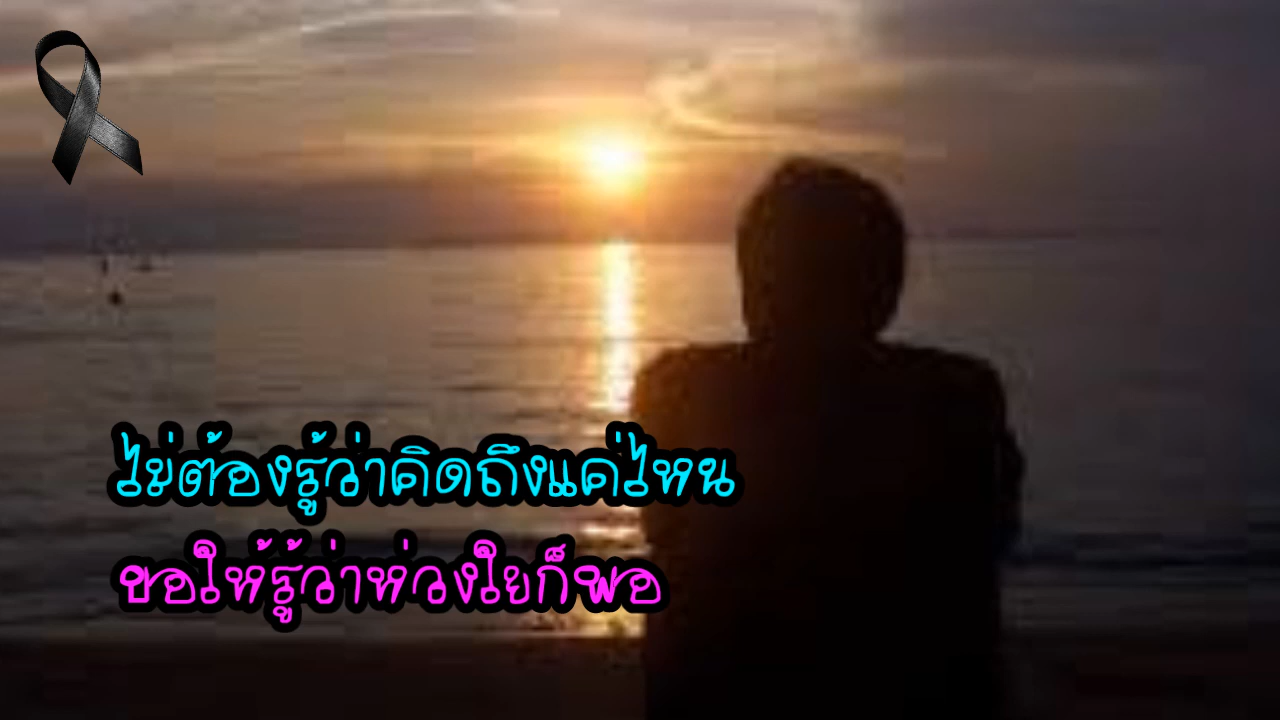 ไม่ต้องรู้ว่าคิดถึงแค่ไหน
ขอให้รู้ว่าห่วงใยก็พอ